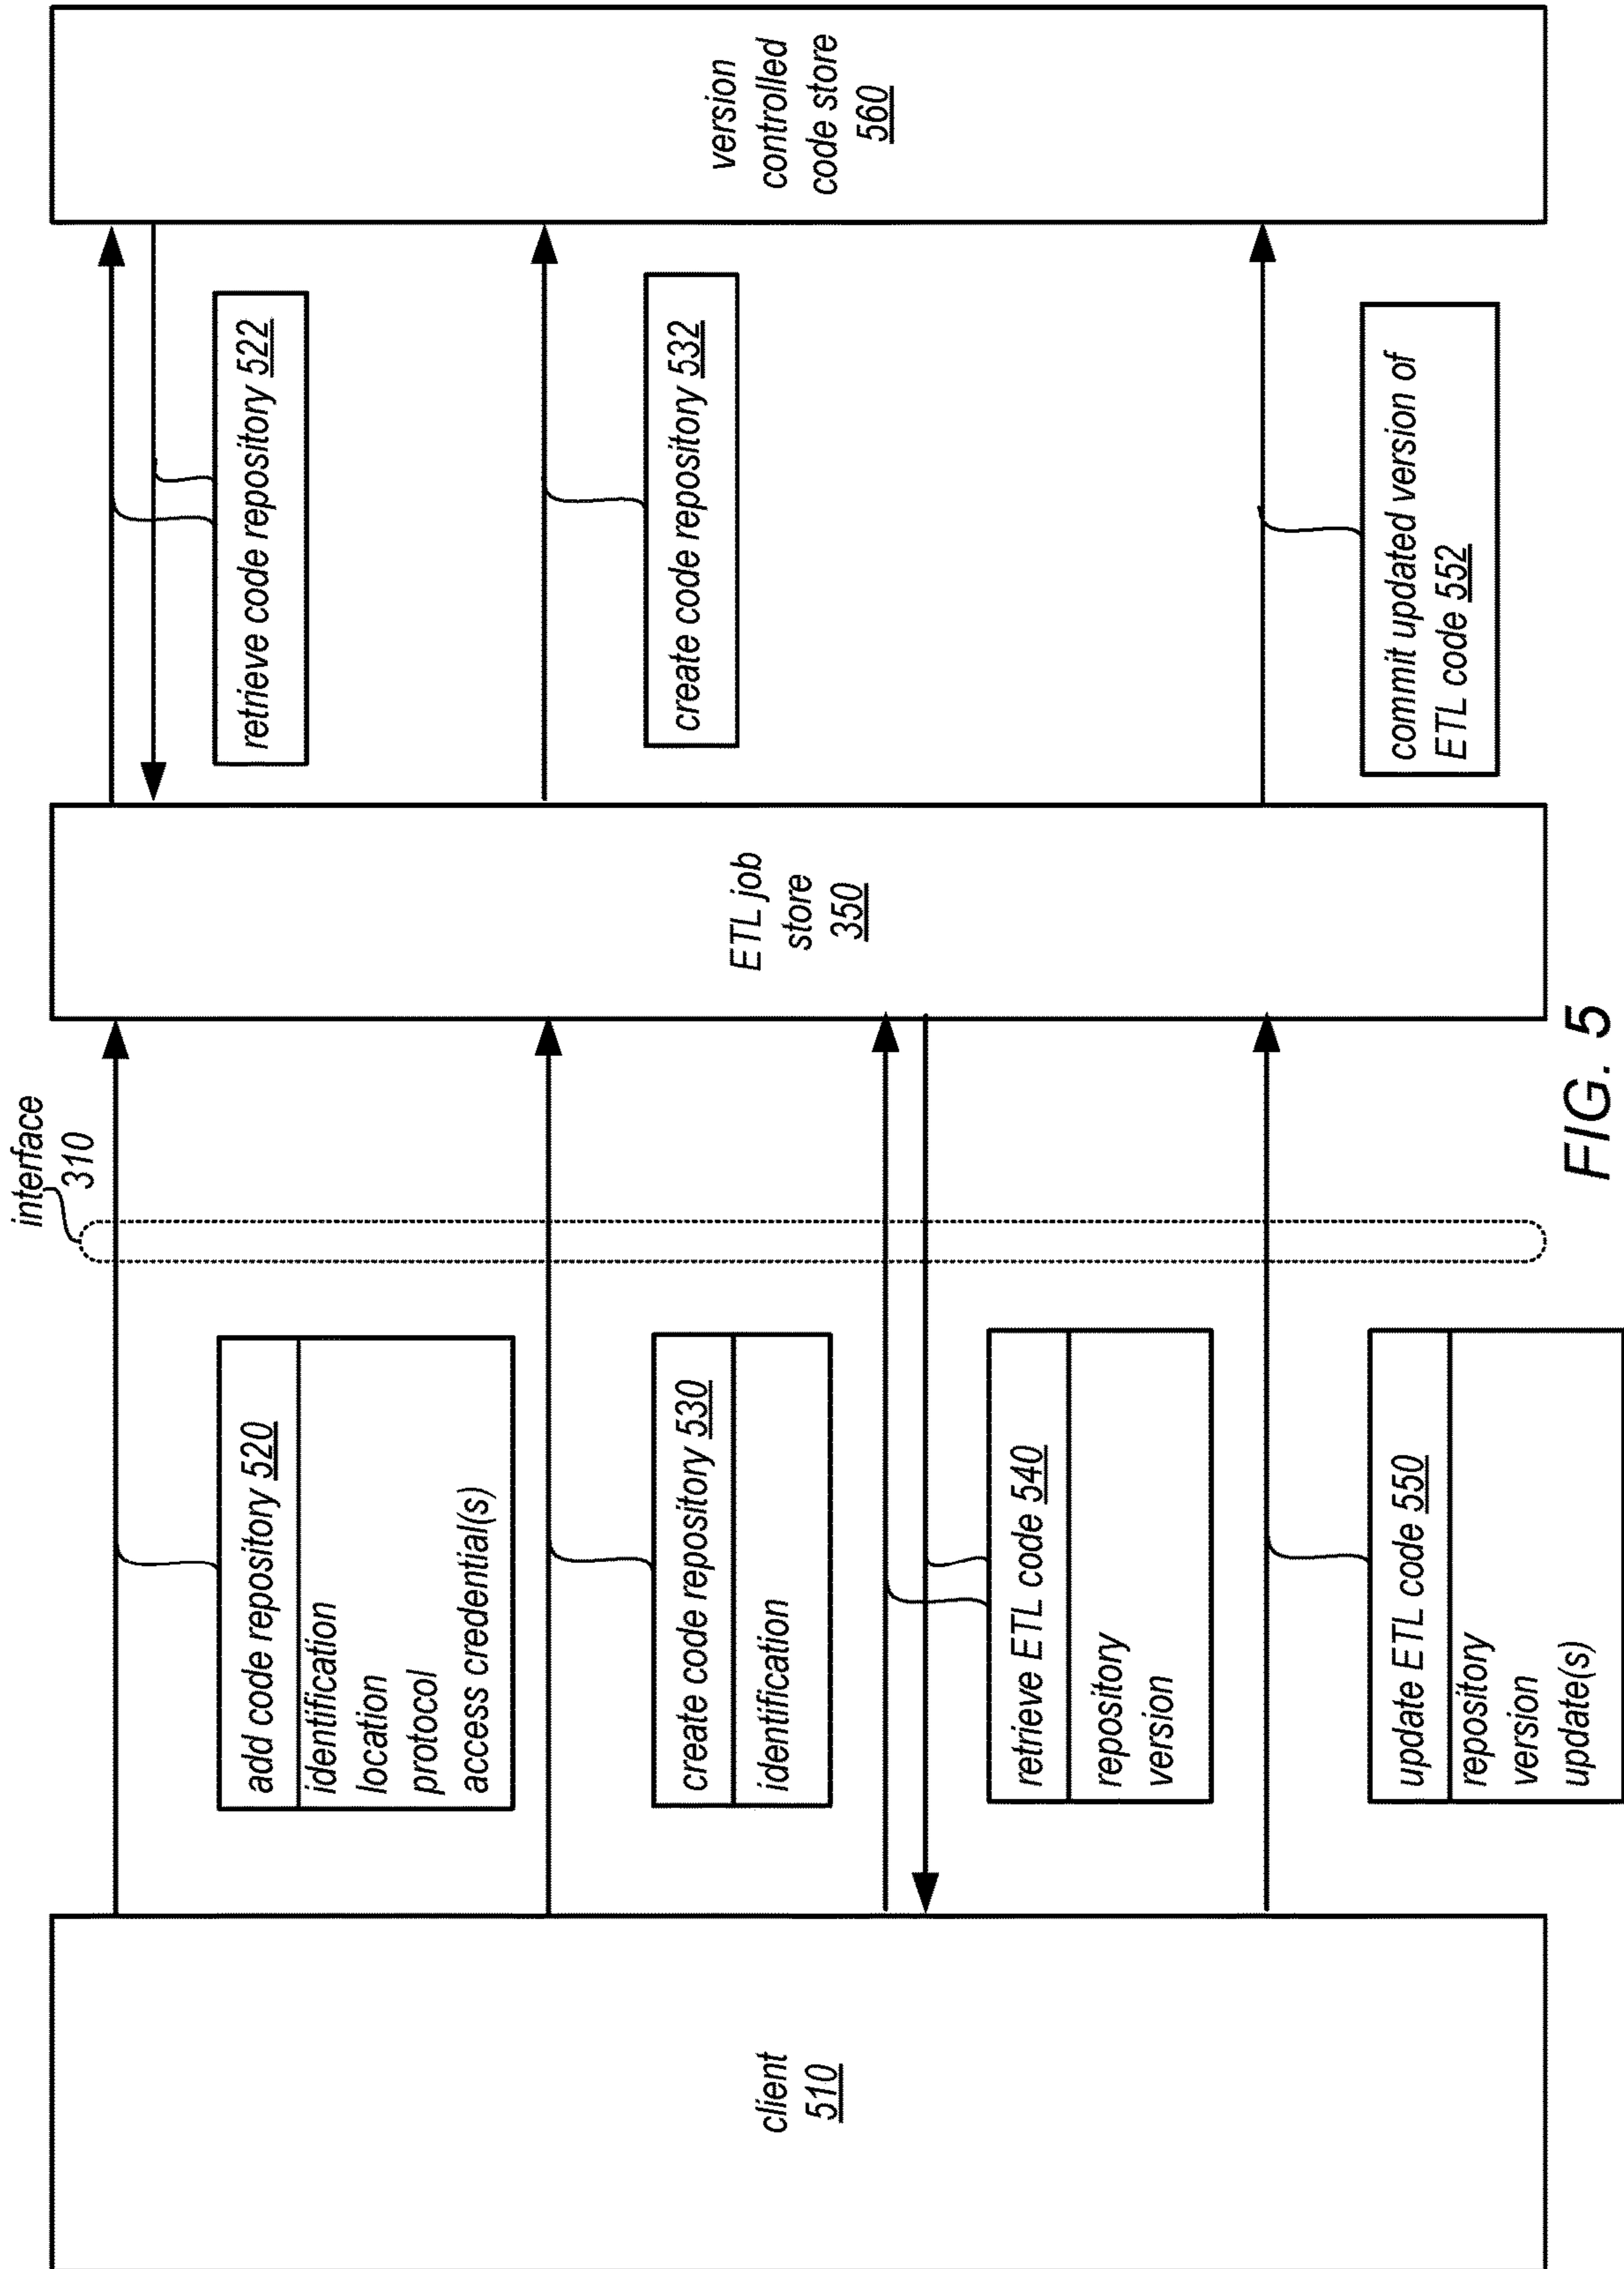 interface
310
client
510
ETL job
store
350
version
controlled
code store
560
add code repository 520
identification
location
protocol
access credential(s)
retrieve code repository 522
create code repository 530
identification
create code repository 532
retrieve ETL code 540
repository
version
update ETL code 550
repository
version
update(s)
commit updated version of
ETL code 552
FIG. 5